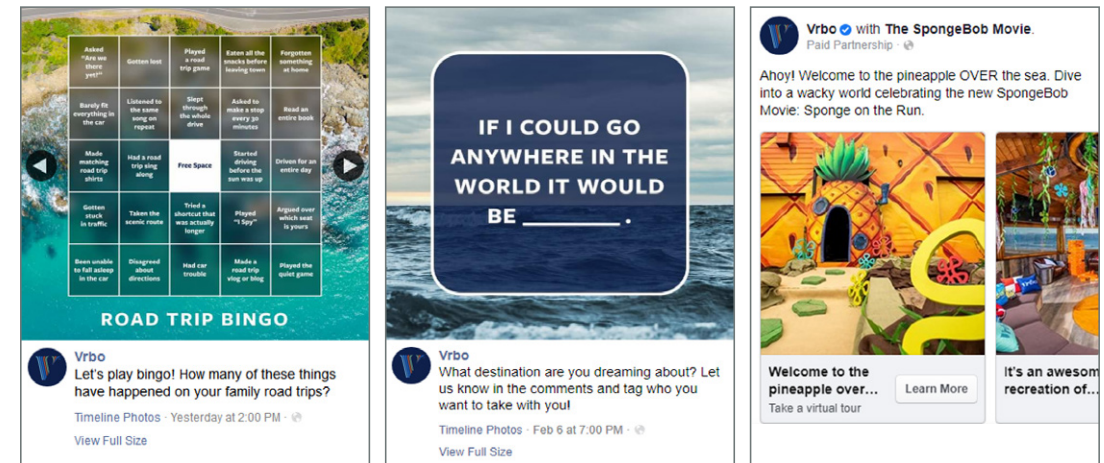 Asked
"Are we
there
yet?"
Gotten lost
Played
a road
trip game
Eaten all the
snacks before
leaving town
Forgotten
something
at home
Barely fit
everything in
the car
Listened to
the same
song on
repeat
Slept
through
the whole
drive
Asked to
make a stop
every 30
minutes
Read an
entire book
Made
matching
road trip
shirts
Had a road
trip sing
along
Free Space
Started
driving
before the
sun was up
Driven for an
entire day
Gotten
stuck
in traffic
Taken the
scenic route
Tried a
shortcut that
was actually
longer
Played
"I Spy"
Argued over
which seat
is yours
Been unable
to fall asleep
in the car
Disagreed
about
directions
Had car
trouble
Made a
road trip
vlog or blog
Played the
quiet game
ROAD TRIP BINGO
Vrbo
Let's play bingo! How many of these things
have happened on your family road trips?
Timeline Photos · Yesterday at 2:00 PM ·
View Full Size
IF I COULD GO
ANYWHERE IN THE
WORLD IT WOULD
BE ________ .
Vrbo
What destination are you dreaming about? Let
us know in the comments and tag who you
want to take with you!
Timeline Photos · Feb 6 at 7:00 PM ·
View Full Size
Vrbo with The SpongeBob Movie.
Paid Partnership ·
Ahoy! Welcome to the pineapple OVER the sea. Dive
into a wacky world celebrating the new SpongeBob
Movie: Sponge on the Run.
Welcome to the
pineapple over...
Take a virtual tour
Learn More
It's an awesom
recreation of...